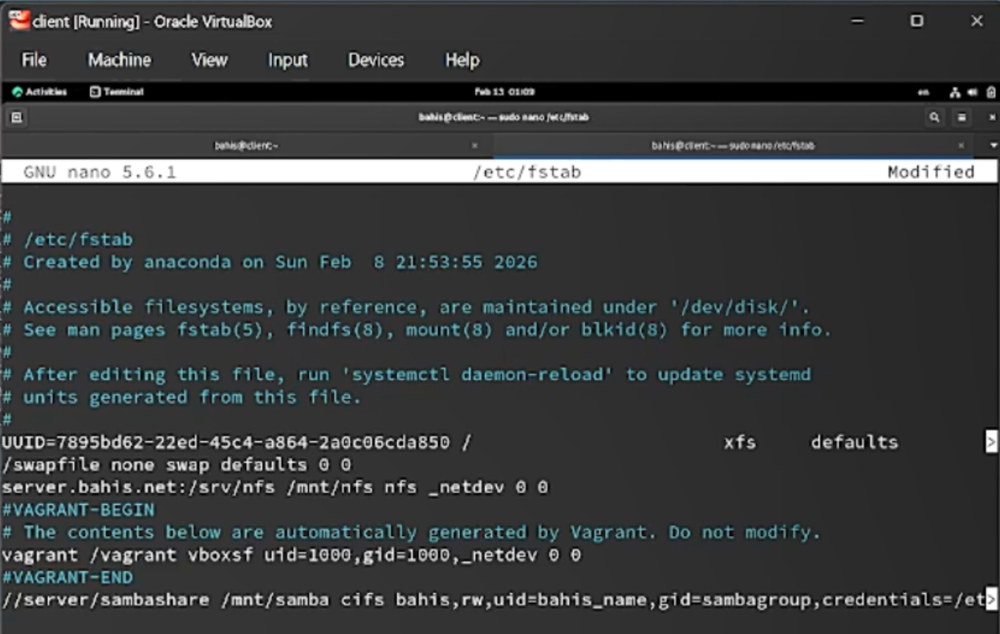 client [Running] - Oracle VirtualBox
File Machine View Input Devices Help
Activities Terminal Feb 13 01:09 en
bahis@client:~ — sudo nano /etc/fstab
bahis@client:~ bahis@client:~ — sudo nano /etc/fstab
GNU nano 5.6.1 /etc/fstab Modified
#
# /etc/fstab
# Created by anaconda on Sun Feb  8 21:53:55 2026
#
# Accessible filesystems, by reference, are maintained under '/dev/disk/'.
# See man pages fstab(5), findfs(8), mount(8) and/or blkid(8) for more info.
#
# After editing this file, run 'systemctl daemon-reload' to update systemd
# units generated from this file.
#
UUID=7895bd62-22ed-45c4-a864-2a0c06cda850 / xfs defaults >
/swapfile none swap defaults 0 0
server.bahis.net:/srv/nfs /mnt/nfs nfs _netdev 0 0
#VAGRANT-BEGIN
# The contents below are automatically generated by Vagrant. Do not modify.
vagrant /vagrant vboxsf uid=1000,gid=1000,_netdev 0 0
#VAGRANT-END
//server/sambashare /mnt/samba cifs bahis,rw,uid=bahis_name,gid=sambagroup,credentials=/et>